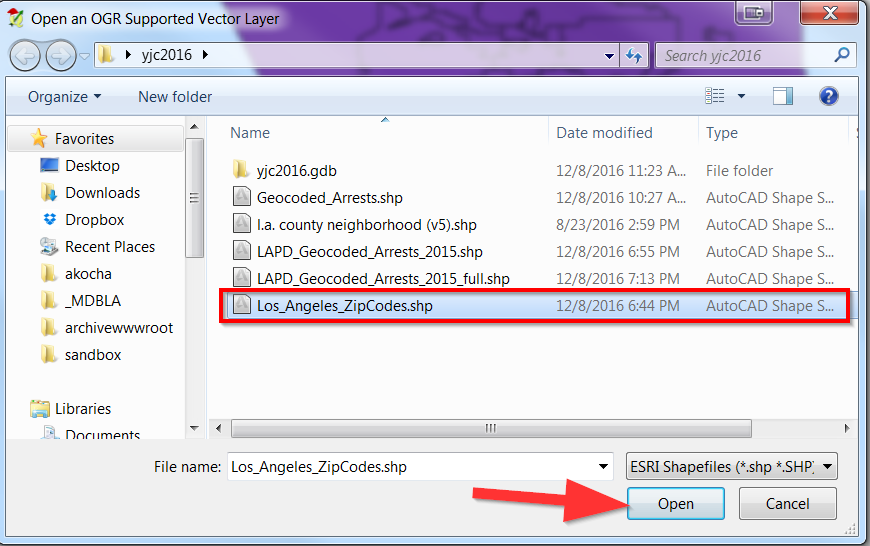 Open an OGR Supported Vector Layer
yjc2016
Search yjc2016
Organize New folder
Name Date modified Type
Favorites
Desktop
Downloads
Dropbox
Recent Places
akocha
_MDBLA
archivewwwroot
sandbox
Libraries
Documents
yjc2016.gdb 12/8/2016 11:23 A... File folder
Geocoded_Arrests.shp 12/8/2016 10:27 A... AutoCAD Shape S...
l.a. county neighborhood (v5).shp 8/23/2016 2:59 PM AutoCAD Shape S...
LAPD_Geocoded_Arrests_2015.shp 12/8/2016 6:55 PM AutoCAD Shape S...
LAPD_Geocoded_Arrests_2015_full.shp 12/8/2016 7:13 PM AutoCAD Shape S...
Los_Angeles_ZipCodes.shp 12/8/2016 6:44 PM AutoCAD Shape S...
File name: Los_Angeles_ZipCodes.shp ESRI Shapefiles (*.shp *.SHP)
Open Cancel